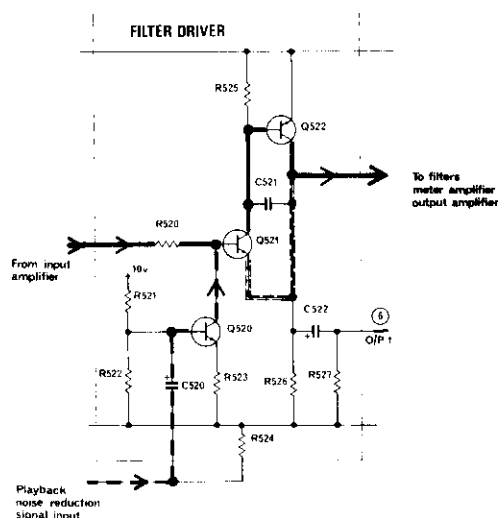 FILTER DRIVER
R525
Q522
C521
To filters
meter amplifier
output amplifier
R520
Q521
From input
amplifier
10v
R521
C522
6
O/P 1
Q520
R522
C520
R523
R526
R527
R524
Playback
noise reduction
signal input